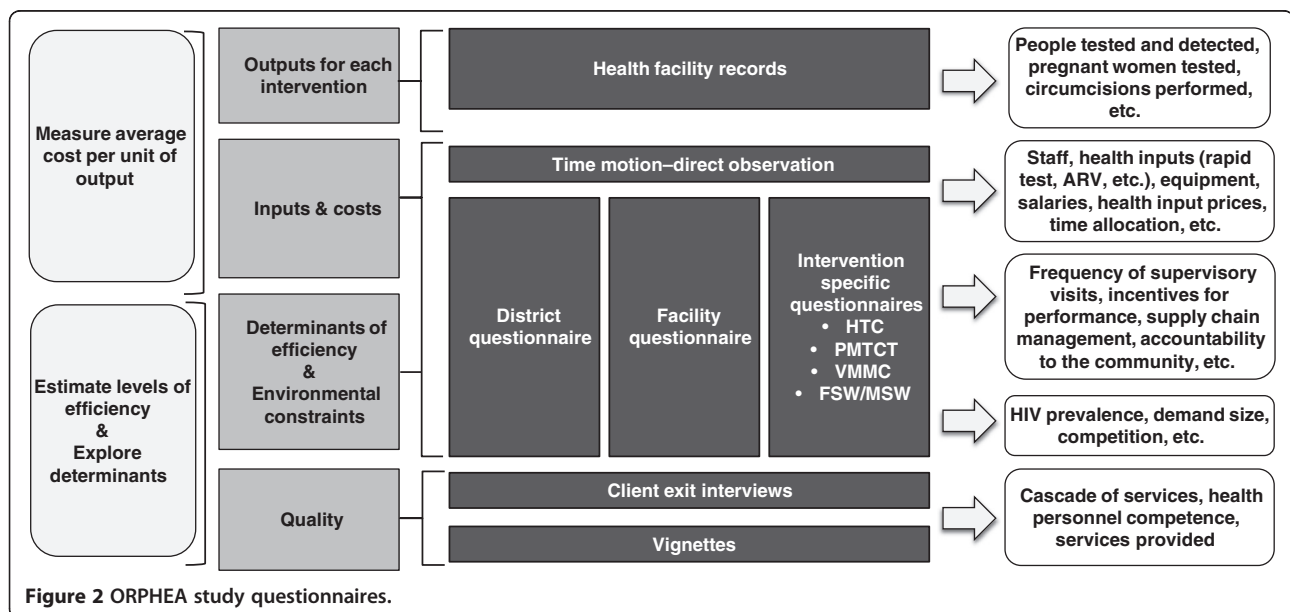 Measure average
cost per unit of
output
Estimate levels of
efficiency
&
Explore
determinants
Outputs for each
intervention
Inputs & costs
Determinants of
efficiency
&
Environmental
constraints
Quality
Health facility records
Time motion–direct observation
District
questionnaire
Facility
questionnaire
Intervention
specific
questionnaires
• HTC
• PMTCT
• VMMC
• FSW/MSW
Client exit interviews
Vignettes
People tested and detected,
pregnant women tested,
circumcisions performed,
etc.
Staff, health inputs (rapid
test, ARV, etc.), equipment,
salaries, health input prices,
time allocation, etc.
Frequency of supervisory
visits, incentives for
performance, supply chain
management, accountability
to the community, etc.
HIV prevalence, demand size,
competition, etc.
Cascade of services, health
personnel competence,
services provided
Figure 2 ORPHEA study questionnaires.